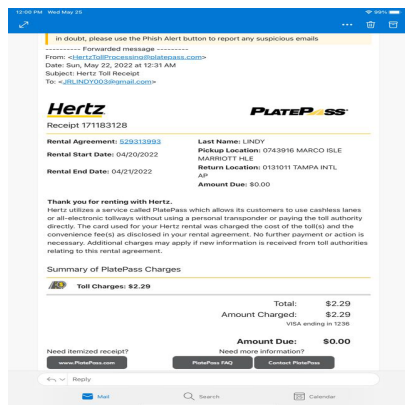 12:00 PM Wed May 25
99%
in doubt, please use the Phish Alert button to report any suspicious emails
---------- Forwarded message ---------
From: <HertzTollProcessing@platepass.com>
Date: Sun, May 22, 2022 at 12:31 AM
Subject: Hertz Toll Receipt
To: <JRLINDY003@gmail.com>
Hertz. PLATEPASS
Receipt 171183128
Rental Agreement: 529313993
Rental Start Date: 04/20/2022
Rental End Date: 04/21/2022
Last Name: LINDY
Pickup Location: 0743916 MARCO ISLE
MARRIOTT HLE
Return Location: 0131011 TAMPA INTL
AP
Amount Due: $0.00
Thank you for renting with Hertz.
Hertz utilizes a service called PlatePass which allows its customers to use cashless lanes
or all-electronic tollways without using a personal transponder or paying the toll authority
directly. The card used for your Hertz rental was charged the cost of the toll(s) and the
convenience fee(s) as disclosed in your rental agreement. No further payment or action is
necessary. Additional charges may apply if new information is received from toll authorities
relating to this rental agreement.
Summary of PlatePass Charges
Toll Charges: $2.29
Total: $2.29
Amount Charged: $2.29
VISA ending in 1236
Amount Due: $0.00
Need itemized receipt? Need more information?
www.PlatePass.com PlatePass FAQ Contact PlatePass
Reply
Mail Search Calendar